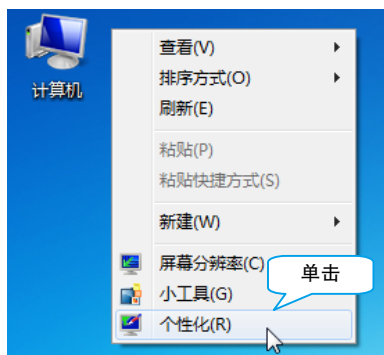 计算机
查看(V)
排序方式(O)
刷新(E)
粘贴(P)
粘贴快捷方式(S)
新建(W)
屏幕分辨率(C)
单击
小工具(G)
个性化(R)